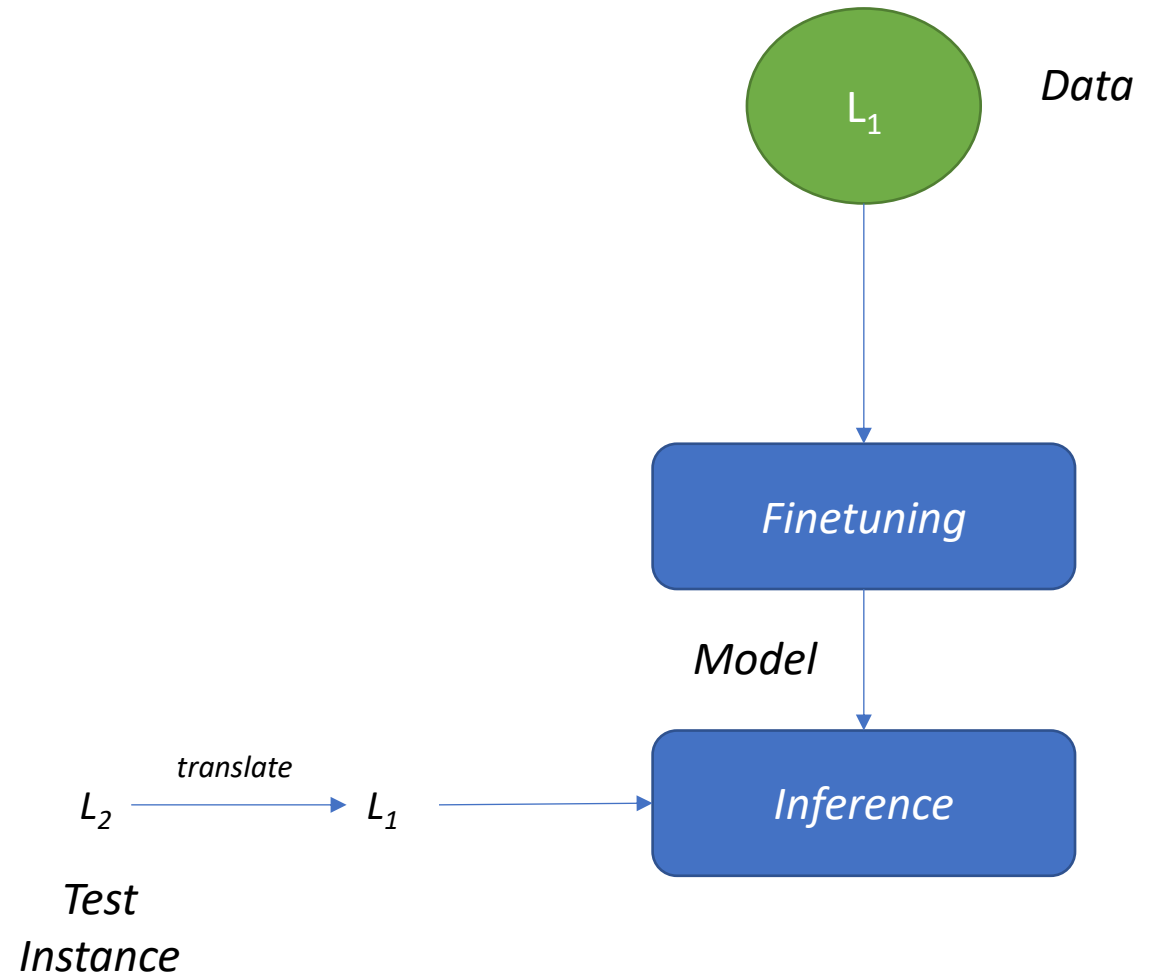 L₁
Data
Finetuning
Model
translate
L₂
L₁
Inference
Test
Instance